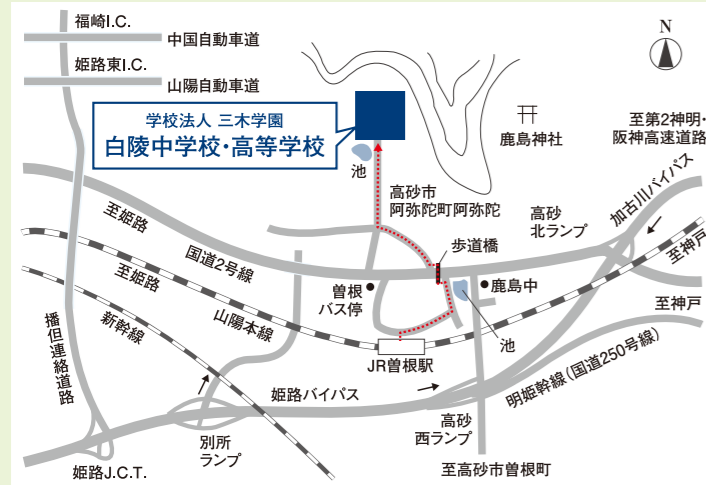 福崎I.C.
中国自動車道
姫路東I.C.
山陽自動車道
N
学校法人 三木学園
白陵中学校・高等学校
鹿島神社
至第2神明・
阪神高速道路
池
高砂市
阿弥陀町阿弥陀
加古川バイパス
高砂
北ランプ
至姫路
国道2号線
歩道橋
至神戸
至姫路
曽根
バス停
鹿島中
至神戸
新幹線
山陽本線
池
播但連絡道路
JR曽根駅
明姫幹線(国道250号線)
姫路バイパス
高砂
西ランプ
別所
ランプ
姫路J.C.T.
至高砂市曽根町